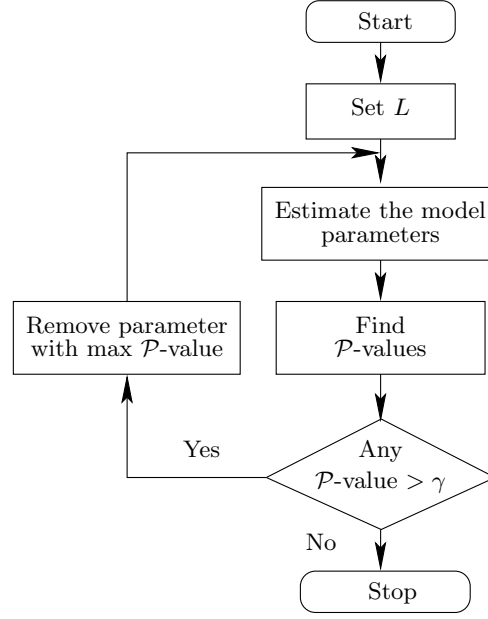 Start
Set L
Estimate the model
parameters
Remove parameter
with max 𝒫-value
Find
𝒫-values
Yes
Any
𝒫-value > γ
No
Stop